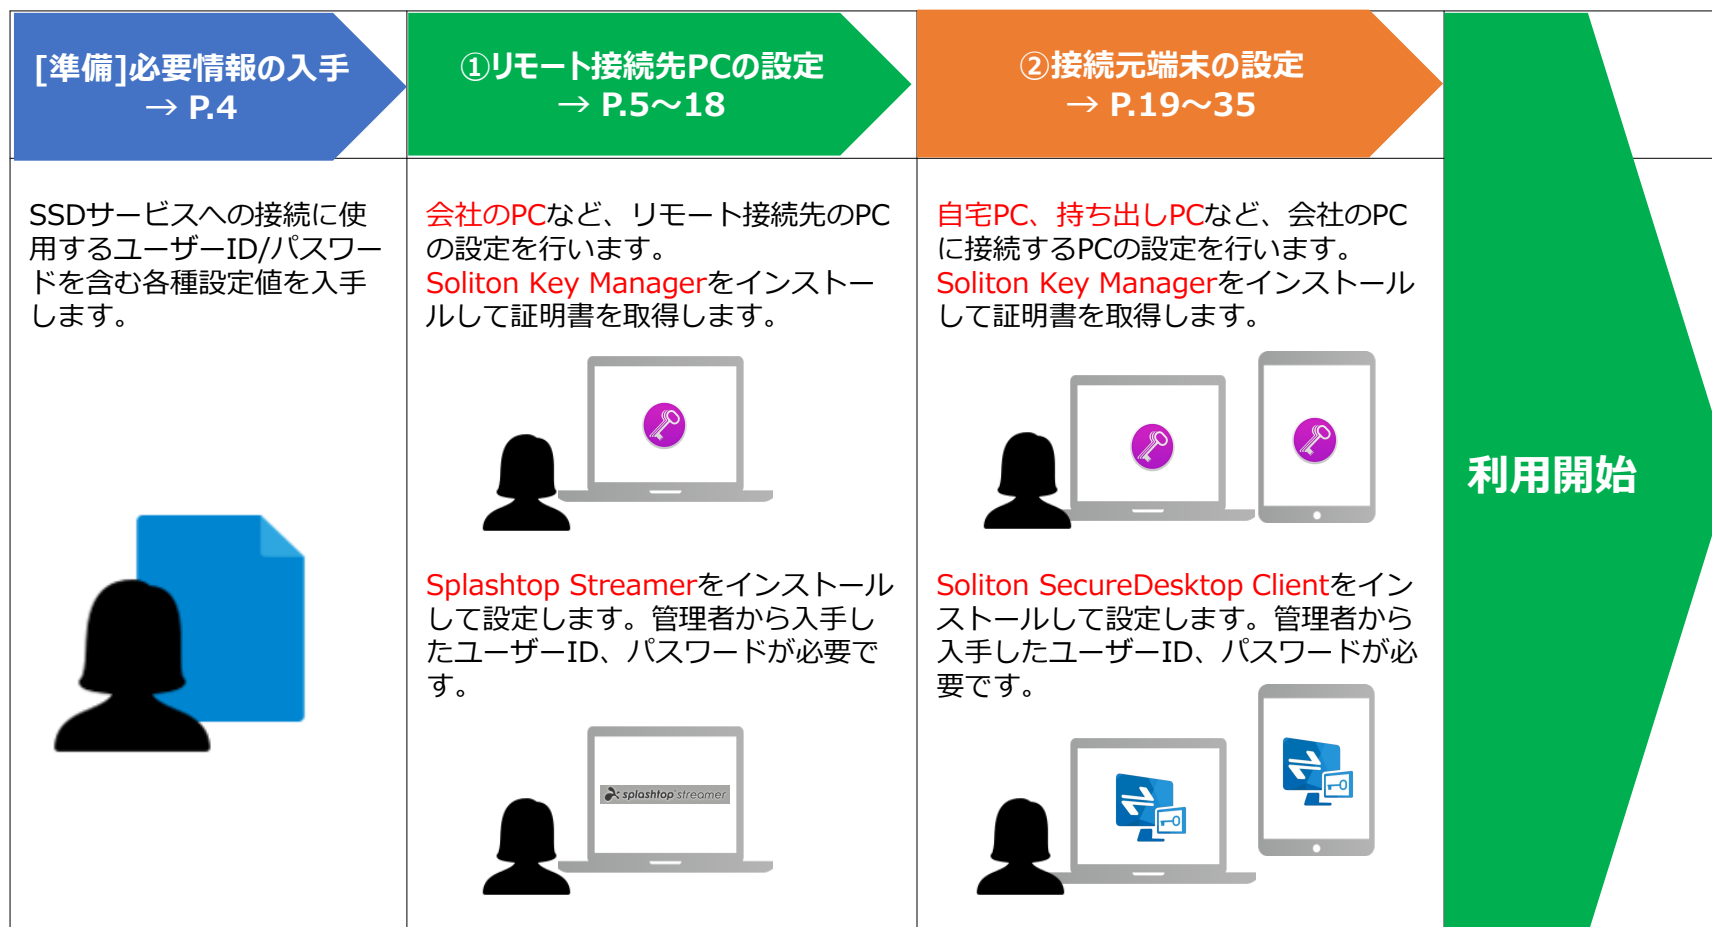 [準備]必要情報の入手
→ P.4
①リモート接続先PCの設定
→ P.5～18
②接続元端末の設定
→ P.19～35
SSDサービスへの接続に使
用するユーザーID/パスワー
ドを含む各種設定値を入手
します。
会社のPCなど、リモート接続先のPC
の設定を行います。
Soliton Key Managerをインストー
ルして証明書を取得します。
Splashtop Streamerをインストール
して設定します。管理者から入手し
たユーザーID、パスワードが必要で
す。
splashtop streamer
自宅PC、持ち出しPCなど、会社のPC
に接続するPCの設定を行います。
Soliton Key Managerをインストール
して証明書を取得します。
Soliton SecureDesktop Clientをイン
ストールして設定します。管理者から
入手したユーザーID、パスワードが必
要です。
利用開始